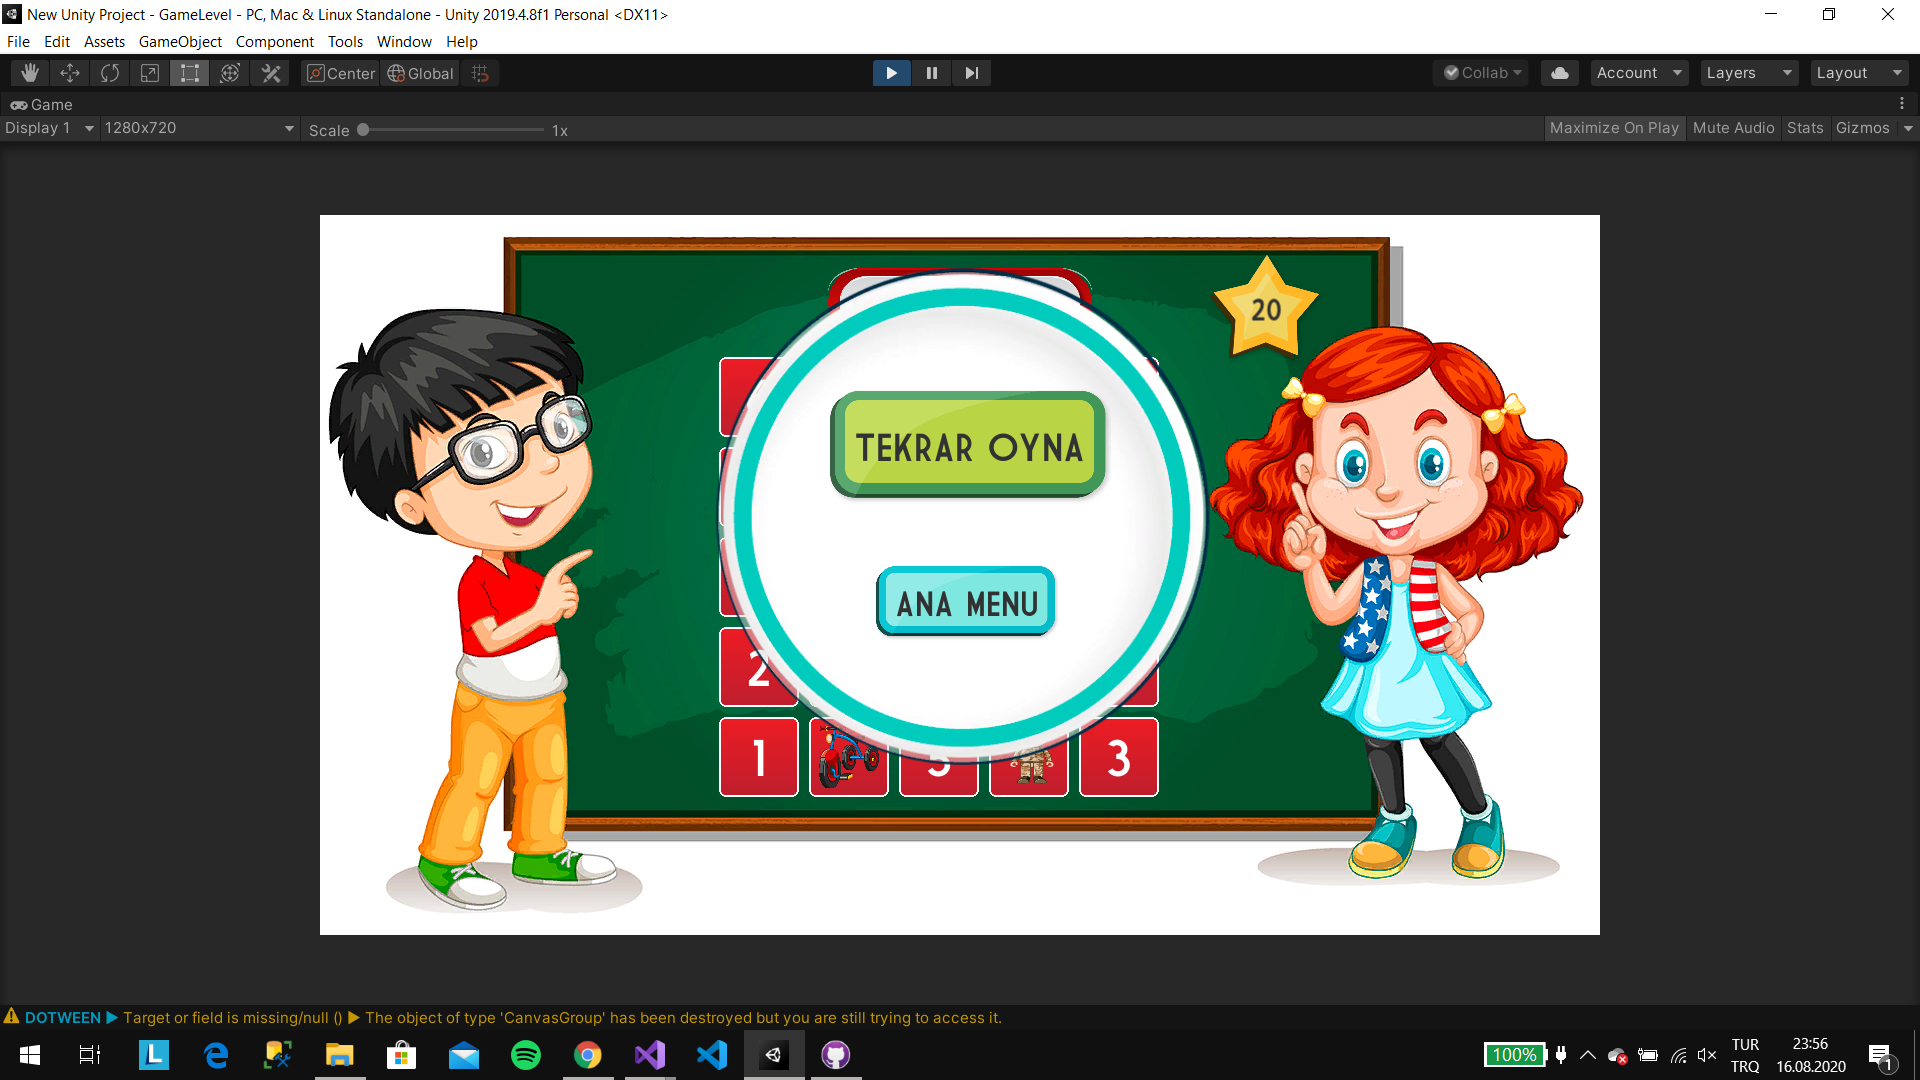 New Unity Project - GameLevel - PC, Mac & Linux Standalone - Unity 2019.4.8f1 Personal <DX11>
File Edit Assets GameObject Component Tools Window Help
Center Global Collab Account Layers Layout
Game
Display 1 1280x720 Scale 1x Maximize On Play Mute Audio Stats Gizmos
20
TEKRAR OYNA
ANA MENU
2
1 3
DOTWEEN ► Target or field is missing/null () ► The object of type 'CanvasGroup' has been destroyed but you are still trying to access it.
L 100% TUR 23:56
TRQ 16.08.2020 1